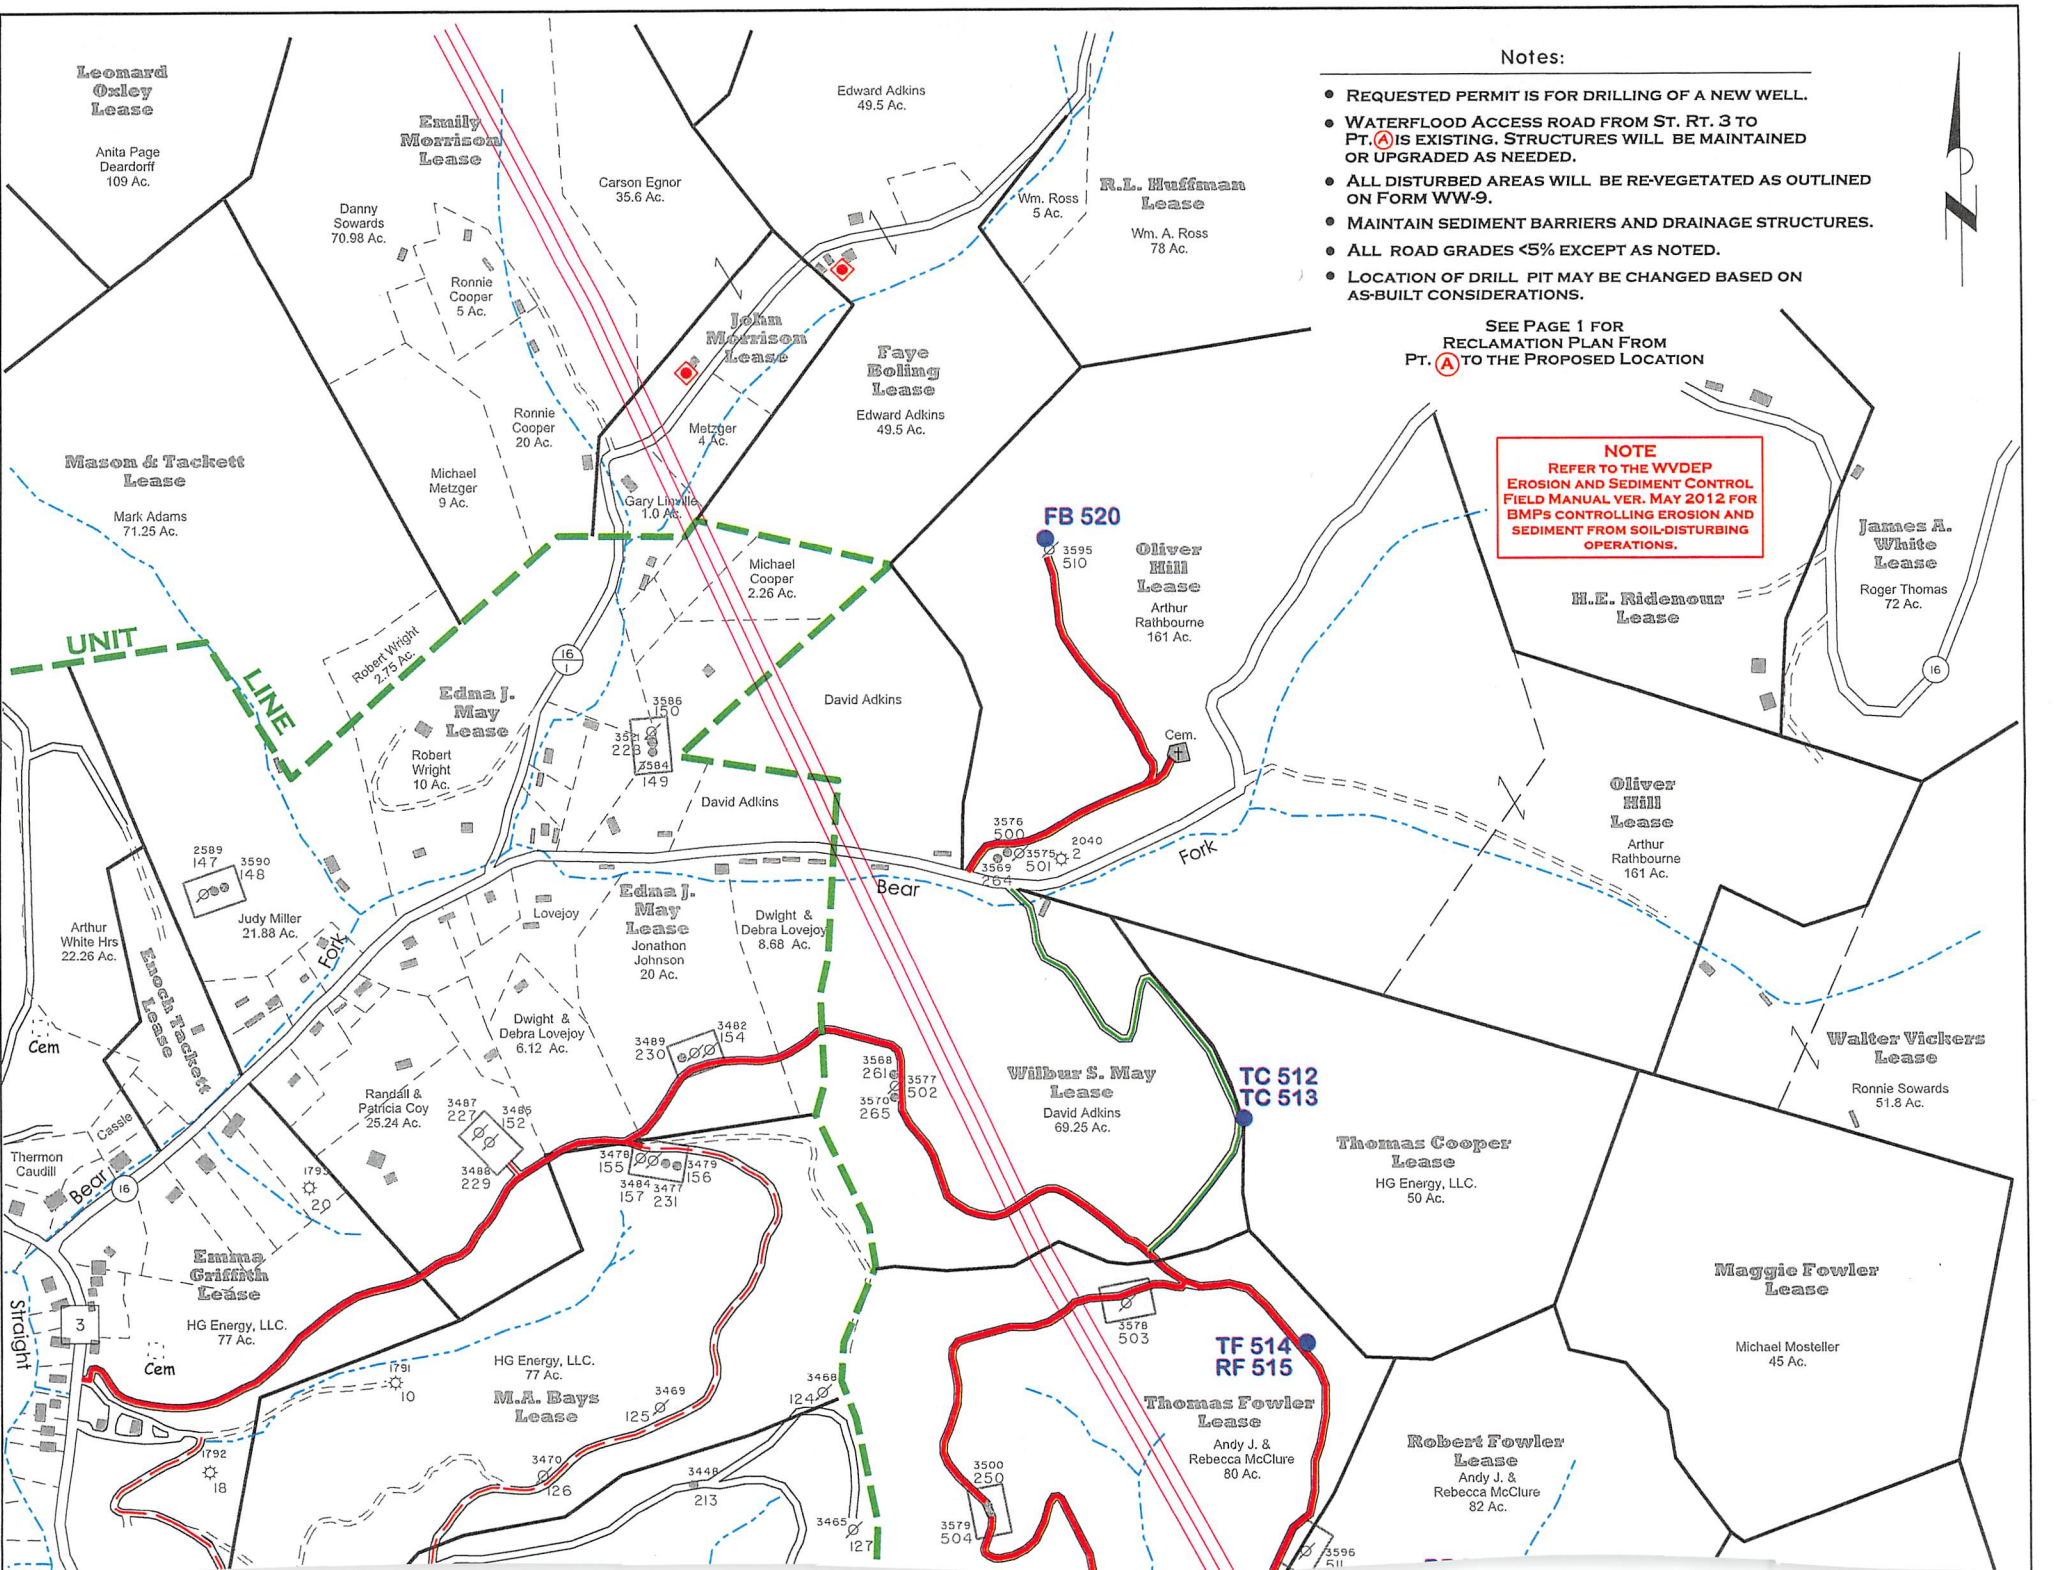 Notes:
REQUESTED PERMIT IS FOR DRILLING OF A NEW WELL.
WATERFLOOD ACCESS ROAD FROM ST. RT. 3 TO
PT. A IS EXISTING. STRUCTURES WILL BE MAINTAINED
OR UPGRADED AS NEEDED.
ALL DISTURBED AREAS WILL BE RE-VEGETATED AS OUTLINED
ON FORM WW-9.
MAINTAIN SEDIMENT BARRIERS AND DRAINAGE STRUCTURES.
ALL ROAD GRADES <5% EXCEPT AS NOTED.
LOCATION OF DRILL PIT MAY BE CHANGED BASED ON
AS-BUILT CONSIDERATIONS.
SEE PAGE 1 FOR
RECLAMATION PLAN FROM
PT. A TO THE PROPOSED LOCATION
NOTE
REFER TO THE WVDEP
EROSION AND SEDIMENT CONTROL
FIELD MANUAL VER. MAY 2012 FOR
BMPS CONTROLLING EROSION AND
SEDIMENT FROM SOIL-DISTURBING
OPERATIONS.
N
Leonard
Oxley
Lease
Anita Page
Deardorff
109 Ac.
Emily
Morrison
Lease
Danny
Sowards
70.98 Ac.
Carson Egnor
35.6 Ac.
Edward Adkins
49.5 Ac.
Wm. Ross
5 Ac.
R.L. Huffman
Lease
Wm. A. Ross
78 Ac.
Ronnie
Cooper
5 Ac.
John
Morrison
Lease
Faye
Boling
Lease
Edward Adkins
49.5 Ac.
Ronnie
Cooper
20 Ac.
Metzger
4 Ac.
Mason & Tackett
Lease
Mark Adams
71.25 Ac.
Michael
Metzger
9 Ac.
Gary Linville
1.0 Ac.
Michael
Cooper
2.26 Ac.
FB 520
3595
510
Oliver
Hill
Lease
Arthur
Rathbourne
161 Ac.
H.E. Ridenour
Lease
James A.
White
Lease
Roger Thomas
72 Ac.
16
UNIT
LINE
Robert Wright
2.75 Ac.
16
1
Edna J.
May
Lease
Robert
Wright
10 Ac.
3586
150
223
3584
149
David Adkins
David Adkins
Cem.
Oliver
Hill
Lease
Arthur
Rathbourne
161 Ac.
3576
500
3575
501
2040
2
3569
264
Bear
Fork
2589
147
3590
148
Judy Miller
21.88 Ac.
Arthur
White Hrs
22.26 Ac.
Enoch Tackett
Lease
Fork
Lovejoy
Edna J.
May
Lease
Jonathon
Johnson
20 Ac.
Dwight &
Debra Lovejoy
8.68 Ac.
Dwight &
Debra Lovejoy
6.12 Ac.
3489
230
3482
154
3568
261
3577
502
3570
265
Wilbur S. May
Lease
David Adkins
69.25 Ac.
TC 512
TC 513
Walter Vickers
Lease
Ronnie Sowards
51.8 Ac.
Thomas Cooper
Lease
HG Energy, LLC.
50 Ac.
Cem
Cassle
Thermon
Caudill
Bear
16
Randall &
Patricia Coy
25.24 Ac.
3487
227
3485
152
3488
229
3478
155
3479
156
3484
157
3477
231
20
Emma
Griffith
Lease
HG Energy, LLC.
77 Ac.
Straight
3
Cem
1791
10
1792
18
HG Energy, LLC.
77 Ac.
M.A. Bays
Lease
3469
125
3468
124
3470
126
3448
213
3465
127
3578
503
TF 514
RF 515
Maggie Fowler
Lease
Michael Mosteller
45 Ac.
Thomas Fowler
Lease
Andy J. &
Rebecca McClure
80 Ac.
Robert Fowler
Lease
Andy J. &
Rebecca McClure
82 Ac.
3500
250
3579
504
3596
511